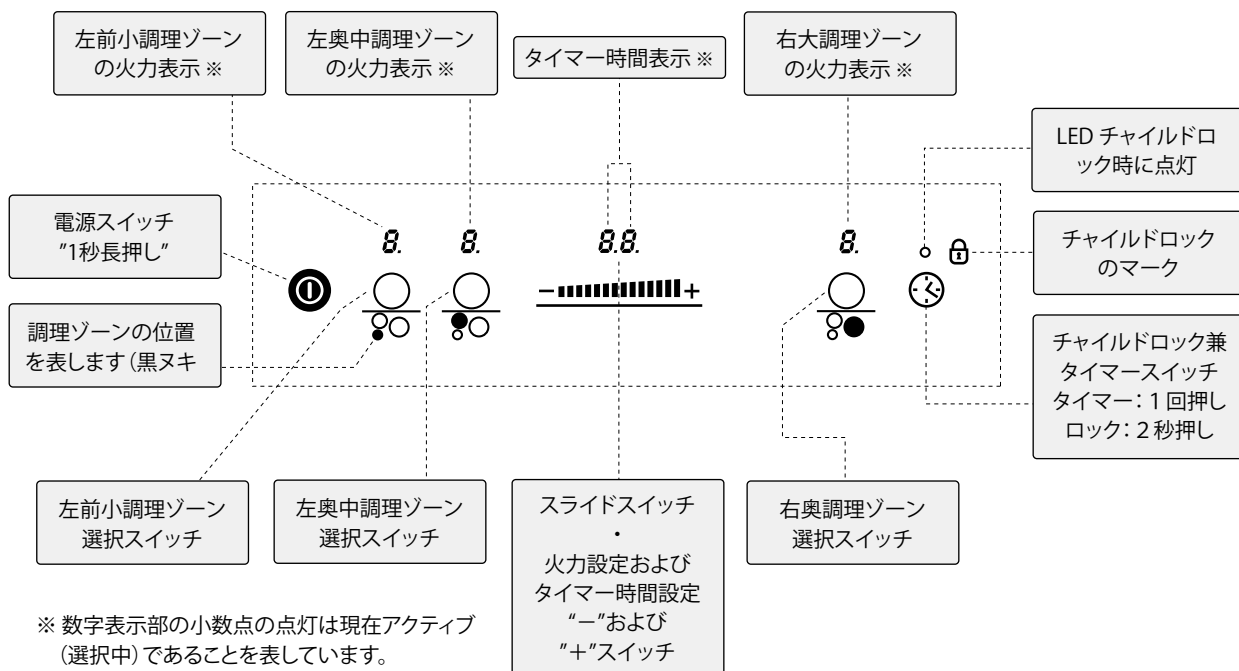 左前小調理ゾーン
の火力表示 ※
左奥中調理ゾーン
の火力表示 ※
タイマー時間表示 ※
右大調理ゾーン
の火力表示 ※
LED チャイルドロ
ック時に点灯
電源スイッチ
”1秒長押し”
8.
8.
8.8.
8.
チャイルドロック
のマーク
− +
調理ゾーンの位置
を表します（黒ヌキ
チャイルドロック兼
タイマースイッチ
タイマー：1 回押し
ロック：2 秒押し
左前小調理ゾーン
選択スイッチ
左奥中調理ゾーン
選択スイッチ
スライドスイッチ
・
火力設定および
タイマー時間設定
“−”および
”+”スイッチ
右奥調理ゾーン
選択スイッチ
※ 数字表示部の小数点の点灯は現在アクティブ
（選択中）であることを表しています。